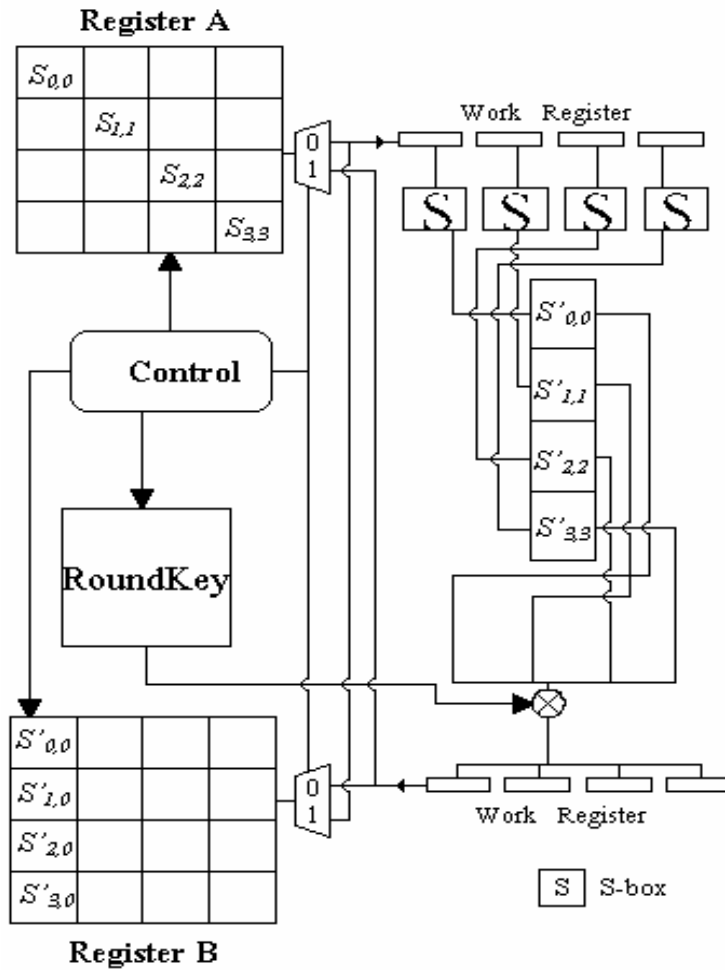 Register A
S0,0
S1,1
S2,2
S3,3
0
1
Work Register
S S S S
S'0,0
S'1,1
S'2,2
S'3,3
Control
RoundKey
S'0,0
S'1,0
S'2,0
S'3,0
0
1
Work Register
S S-box
Register B